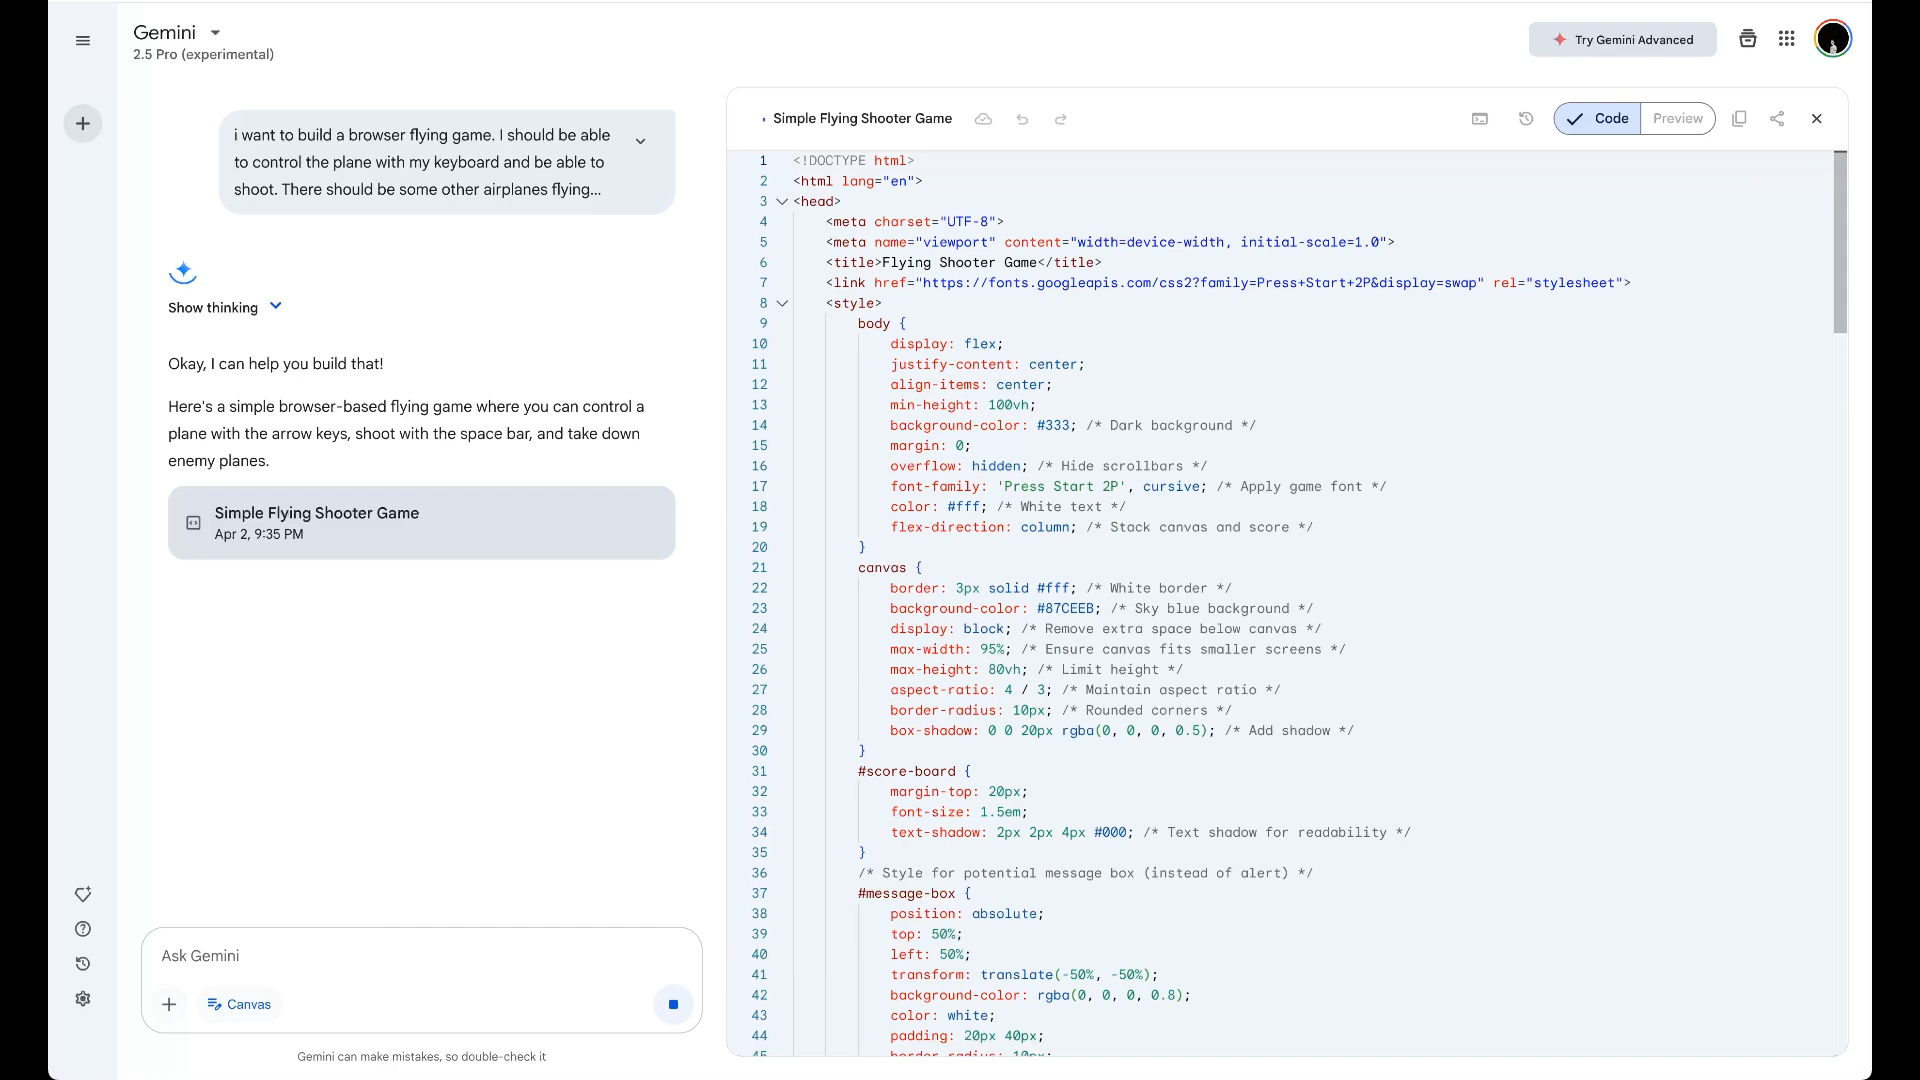 Gemini
2.5 Pro (experimental)
Try Gemini Advanced
i want to build a browser flying game. I should be able
to control the plane with my keyboard and be able to
shoot. There should be some other airplanes flying...
Show thinking
Okay, I can help you build that!
Here's a simple browser-based flying game where you can control a
plane with the arrow keys, shoot with the space bar, and take down
enemy planes.
Simple Flying Shooter Game
Apr 2, 9:35 PM
Ask Gemini
Canvas
Gemini can make mistakes, so double-check it
Simple Flying Shooter Game
Code
Preview
1 <!DOCTYPE html>
2 <html lang="en">
3 <head>
4 <meta charset="UTF-8">
5 <meta name="viewport" content="width=device-width, initial-scale=1.0">
6 <title>Flying Shooter Game</title>
7 <link href="https://fonts.googleapis.com/css2?family=Press+Start+2P&display=swap" rel="stylesheet">
8 <style>
9 body {
10 display: flex;
11 justify-content: center;
12 align-items: center;
13 min-height: 100vh;
14 background-color: #333; /* Dark background */
15 margin: 0;
16 overflow: hidden; /* Hide scrollbars */
17 font-family: 'Press Start 2P', cursive; /* Apply game font */
18 color: #fff; /* White text */
19 flex-direction: column; /* Stack canvas and score */
20 }
21 canvas {
22 border: 3px solid #fff; /* White border */
23 background-color: #87CEEB; /* Sky blue background */
24 display: block; /* Remove extra space below canvas */
25 max-width: 95%; /* Ensure canvas fits smaller screens */
26 max-height: 80vh; /* Limit height */
27 aspect-ratio: 4 / 3; /* Maintain aspect ratio */
28 border-radius: 10px; /* Rounded corners */
29 box-shadow: 0 0 20px rgba(0, 0, 0, 0.5); /* Add shadow */
30 }
31 #score-board {
32 margin-top: 20px;
33 font-size: 1.5em;
34 text-shadow: 2px 2px 4px #000; /* Text shadow for readability */
35 }
36 /* Style for potential message box (instead of alert) */
37 #message-box {
38 position: absolute;
39 top: 50%;
40 left: 50%;
41 transform: translate(-50%, -50%);
42 background-color: rgba(0, 0, 0, 0.8);
43 color: white;
44 padding: 20px 40px;
45 border-radius: 10px;